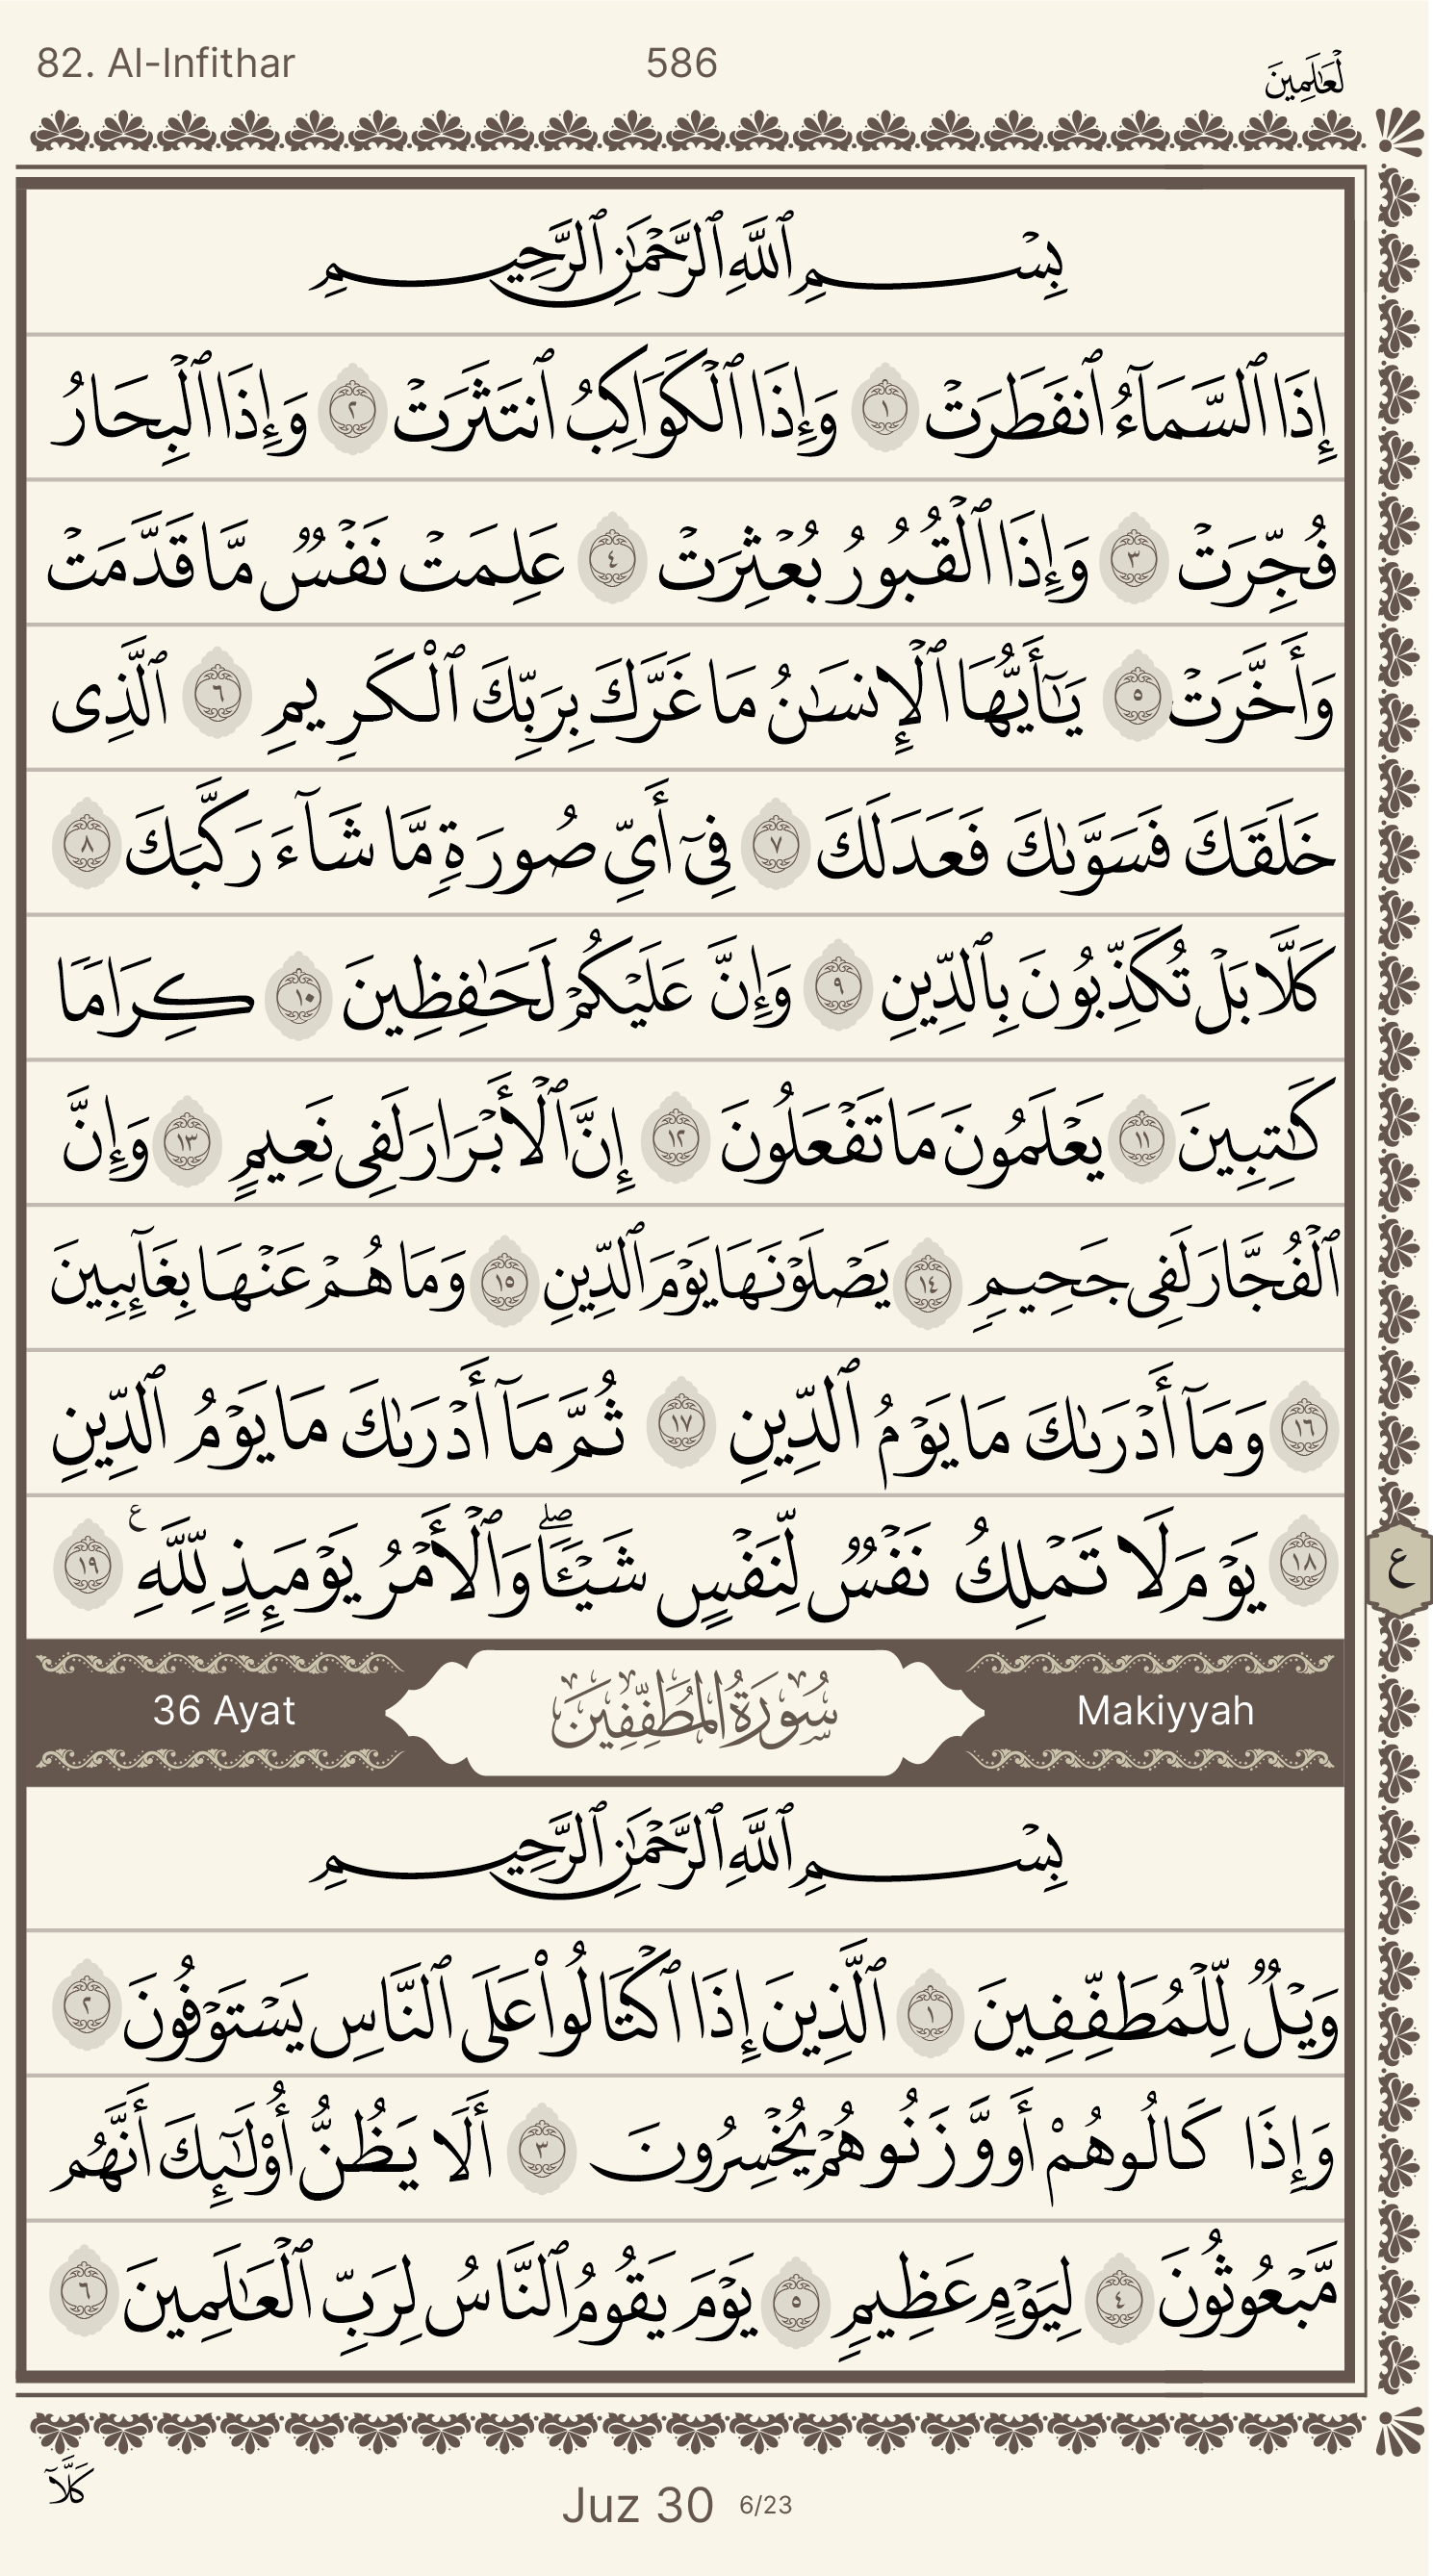 82. Al-Infithar 586 لۡعَٰلَمِينَ
بِسۡمِ ٱللَّهِ ٱلرَّحۡمَٰنِ ٱلرَّحِيمِ
إِذَا ٱلسَّمَآءُ ٱنفَطَرَتۡ ١ وَإِذَا ٱلۡكَوَاكِبُ ٱنتَثَرَتۡ ٢ وَإِذَا ٱلۡبِحَارُ
فُجِّرَتۡ ٣ وَإِذَا ٱلۡقُبُورُ بُعۡثِرَتۡ ٤ عَلِمَتۡ نَفۡسٞ مَّا قَدَّمَتۡ
وَأَخَّرَتۡ ٥ يَٰٓأَيُّهَا ٱلۡإِنسَٰنُ مَا غَرَّكَ بِرَبِّكَ ٱلۡكَرِيمِ ٦ ٱلَّذِى
خَلَقَكَ فَسَوَّىٰكَ فَعَدَلَكَ ٧ فِىٓ أَىِّ صُورَةٖ مَّا شَآءَ رَكَّبَكَ ٨
كَلَّا بَلۡ تُكَذِّبُونَ بِٱلدِّينِ ٩ وَإِنَّ عَلَيۡكُمۡ لَحَٰفِظِينَ ١٠ كِرَامٗا
كَٰتِبِينَ ١١ يَعۡلَمُونَ مَا تَفۡعَلُونَ ١٢ إِنَّ ٱلۡأَبۡرَارَ لَفِى نَعِيمٖ ١٣ وَإِنَّ
ٱلۡفُجَّارَ لَفِى جَحِيمٖ ١٤ يَصۡلَوۡنَهَا يَوۡمَ ٱلدِّينِ ١٥ وَمَا هُمۡ عَنۡهَا بِغَآئِبِينَ
١٦ وَمَآ أَدۡرَىٰكَ مَا يَوۡمُ ٱلدِّينِ ١٧ ثُمَّ مَآ أَدۡرَىٰكَ مَا يَوۡمُ ٱلدِّينِ
١٨ يَوۡمَ لَا تَمۡلِكُ نَفۡسٞ لِّنَفۡسٖ شَيۡـٔٗاۖ وَٱلۡأَمۡرُ يَوۡمَئِذٖ لِّلَّهِ ع ١٩
ع
Makiyyah سُورَةُ المُطَفِّفِينَ 36 Ayat
بِسۡمِ ٱللَّهِ ٱلرَّحۡمَٰنِ ٱلرَّحِيمِ
وَيۡلٞ لِّلۡمُطَفِّفِينَ ١ ٱلَّذِينَ إِذَا ٱكۡتَالُواْ عَلَى ٱلنَّاسِ يَسۡتَوۡفُونَ ٢
وَإِذَا كَالُوهُمۡ أَو وَّزَنُوهُمۡ يُخۡسِرُونَ ٣ أَلَا يَظُنُّ أُوْلَٰٓئِكَ أَنَّهُم
مَّبۡعُوثُونَ ٤ لِيَوۡمٍ عَظِيمٖ ٥ يَوۡمَ يَقُومُ ٱلنَّاسُ لِرَبِّ ٱلۡعَٰلَمِينَ ٦
كَلَّآ
Juz 30 6/23